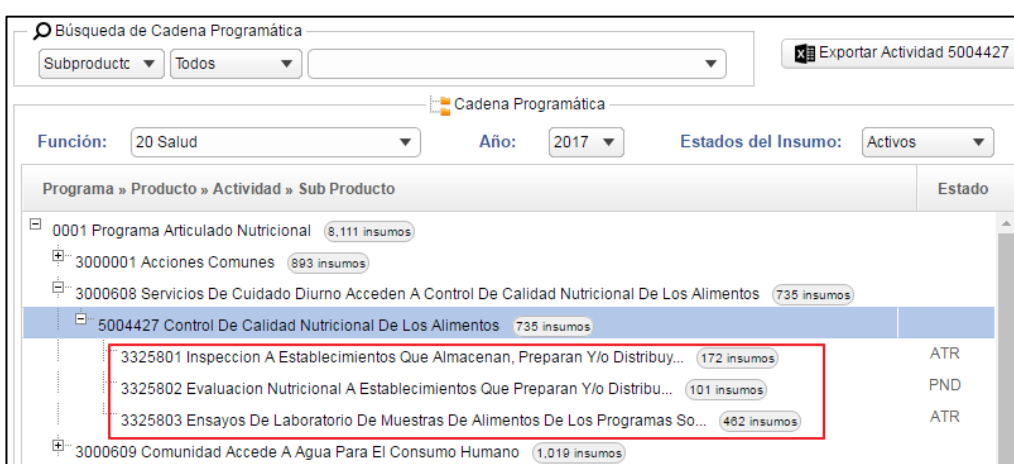 Búsqueda de Cadena Programática
Subproductc Todos
Exportar Actividad 5004427
Cadena Programática
Función: 20 Salud Año: 2017 Estados del Insumo: Activos
Programa » Producto » Actividad » Sub Producto Estado
0001 Programa Articulado Nutricional 8,111 insumos
3000001 Acciones Comunes 893 insumos
3000608 Servicios De Cuidado Diurno Acceden A Control De Calidad Nutricional De Los Alimentos 735 insumos
5004427 Control De Calidad Nutricional De Los Alimentos 735 insumos
3325801 Inspeccion A Establecimientos Que Almacenan, Preparan Y/o Distribuy... 172 insumos ATR
3325802 Evaluacion Nutricional A Establecimientos Que Preparan Y/o Distribu... 101 insumos PND
3325803 Ensayos De Laboratorio De Muestras De Alimentos De Los Programas So... 462 insumos ATR
3000609 Comunidad Accede A Agua Para El Consumo Humano 1,019 insumos